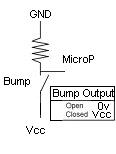 GND
MicroP
Bump
Bump Output
Open 0v
Closed Vcc
Vcc